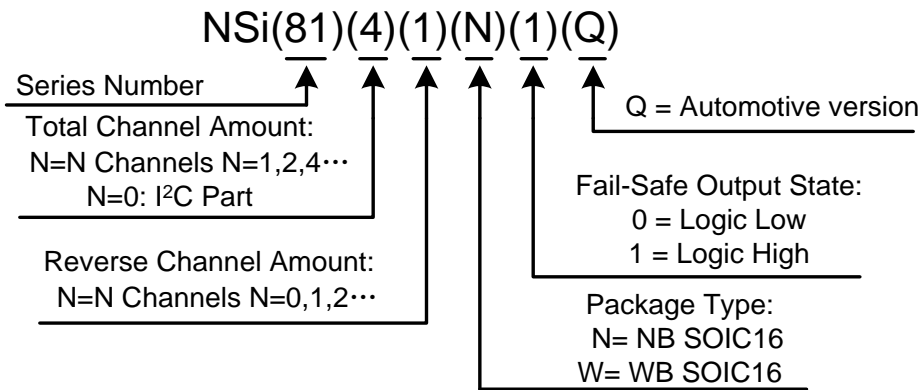 NSi(81)(4)(1)(N)(1)(Q)
Series Number
Total Channel Amount:
N=N Channels N=1,2,4⋯
N=0: I²C Part
Reverse Channel Amount:
N=N Channels N=0,1,2⋯
Q = Automotive version
Fail-Safe Output State:
0 = Logic Low
1 = Logic High
Package Type:
N= NB SOIC16
W= WB SOIC16